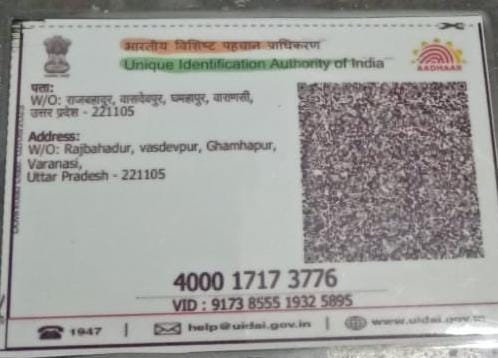 भारतीय विशिष्ट पहचान प्राधिकरण
Unique Identification Authority of India
AADHAAR
पता:
W/O: राजबहादुर, वासदेवपुर, घमहापुर, वाराणसी,
उत्तर प्रदेश - 221105
Address:
W/O: Rajbahadur, vasdevpur, Ghamhapur,
Varanasi,
Uttar Pradesh - 221105
4000 1717 3776
VID : 9173 8555 1932 5895
1947 | help@uidai.gov.in | www.uidai.gov.in